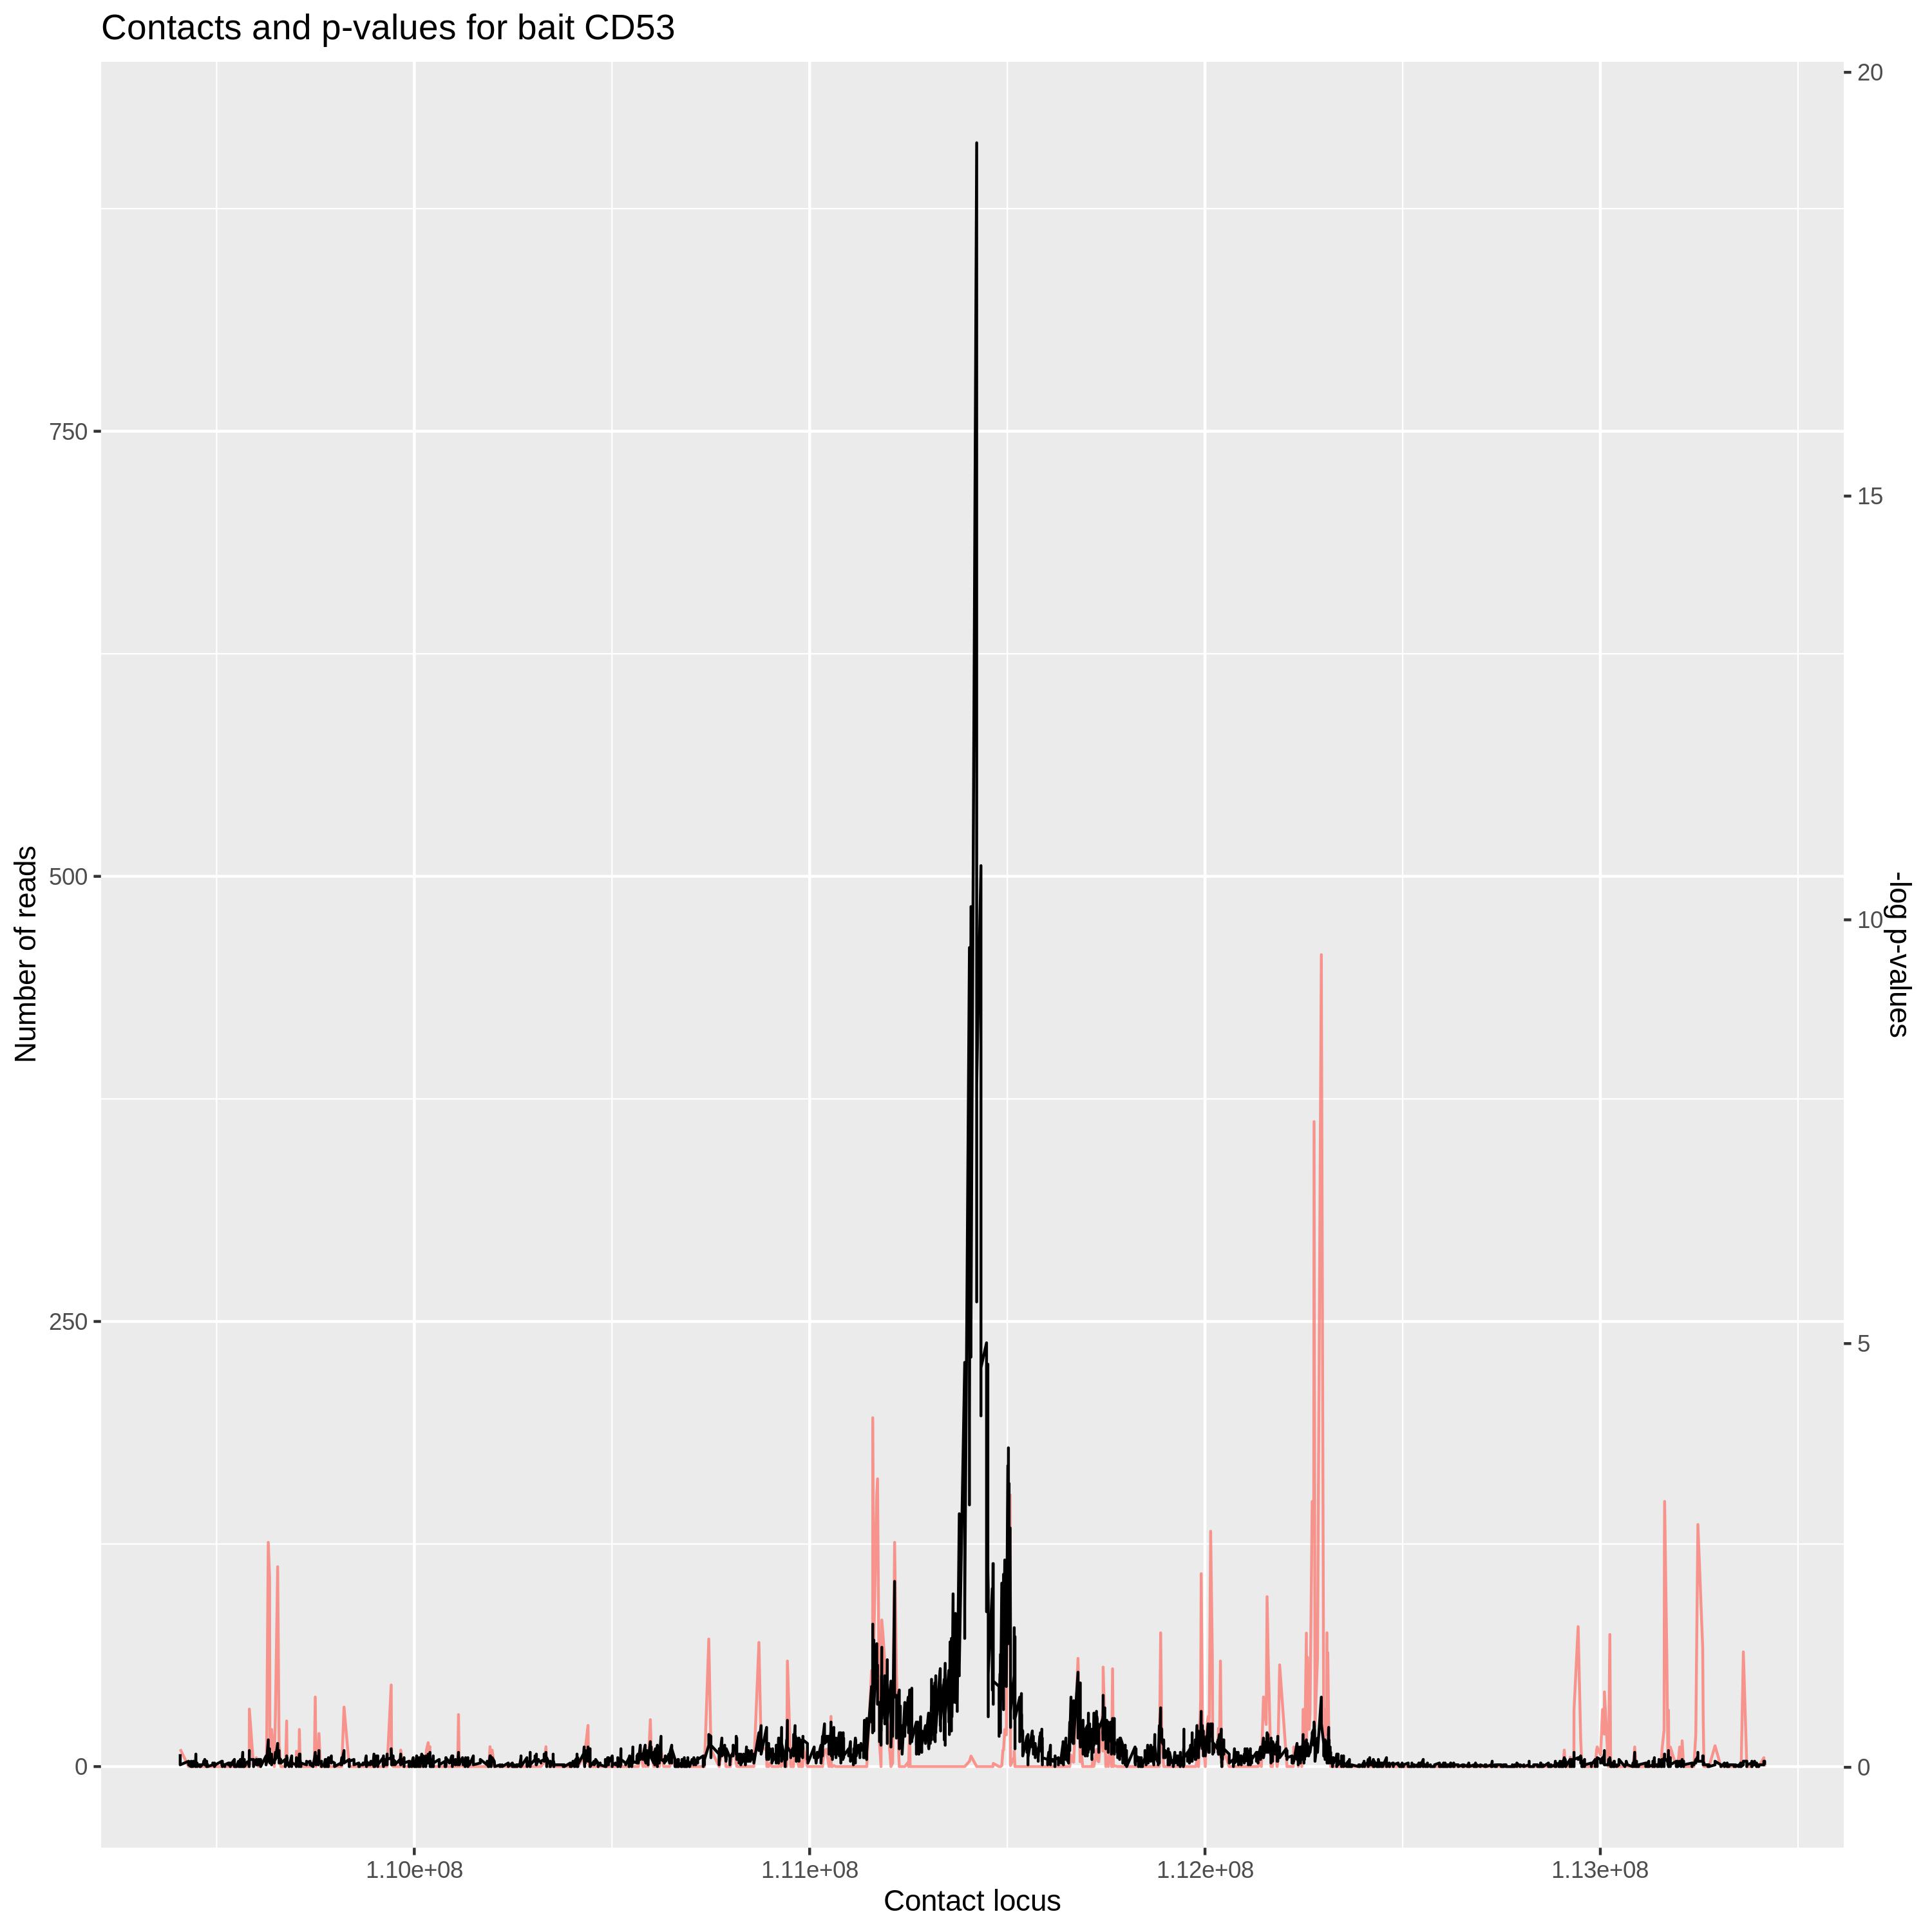 Contacts and p-values for bait CD53
20
750
15
500
10
Number of reads
-log p-values
250
5
0
0
1.10e+08
1.11e+08
1.12e+08
1.13e+08
Contact locus